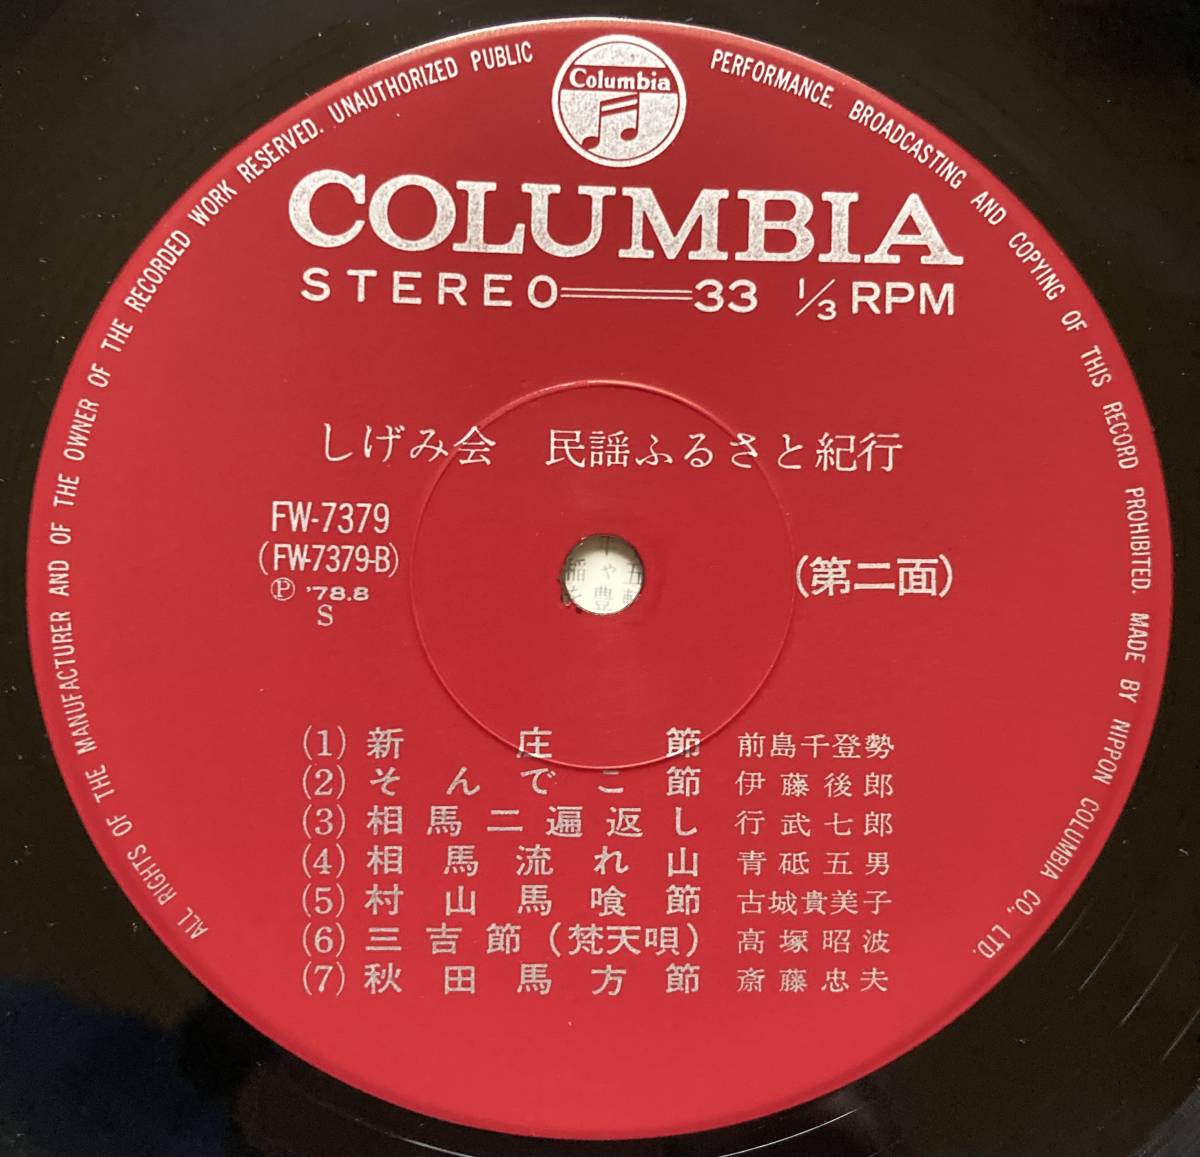 ALL RIGHTS OF THE MANUFACTURER AND OF THE OWNER OF THE RECORDED WORK RESERVED. UNAUTHORIZED PUBLIC PERFORMANCE. BROADCASTING AND COPYING OF THIS RECORD PROHIBITED. MADE BY NIPPON COLUMBIA CO., LTD.
Columbia
COLUMBIA
STEREO 33 1/3 RPM
しげみ会 民謡ふるさと紀行
FW-7379
(FW-7379-B)
Ⓟ '78.8
S
(第二面)
(1) 新庄節 前島千登勢
(2) そんでこ節 伊藤後郎
(3) 相馬二遍返し 行武七郎
(4) 相馬流れ山 青砥五男
(5) 村山馬喰節 古城貴美子
(6) 三吉節(梵天唄) 高塚昭波
(7) 秋田馬方節 斎藤忠夫